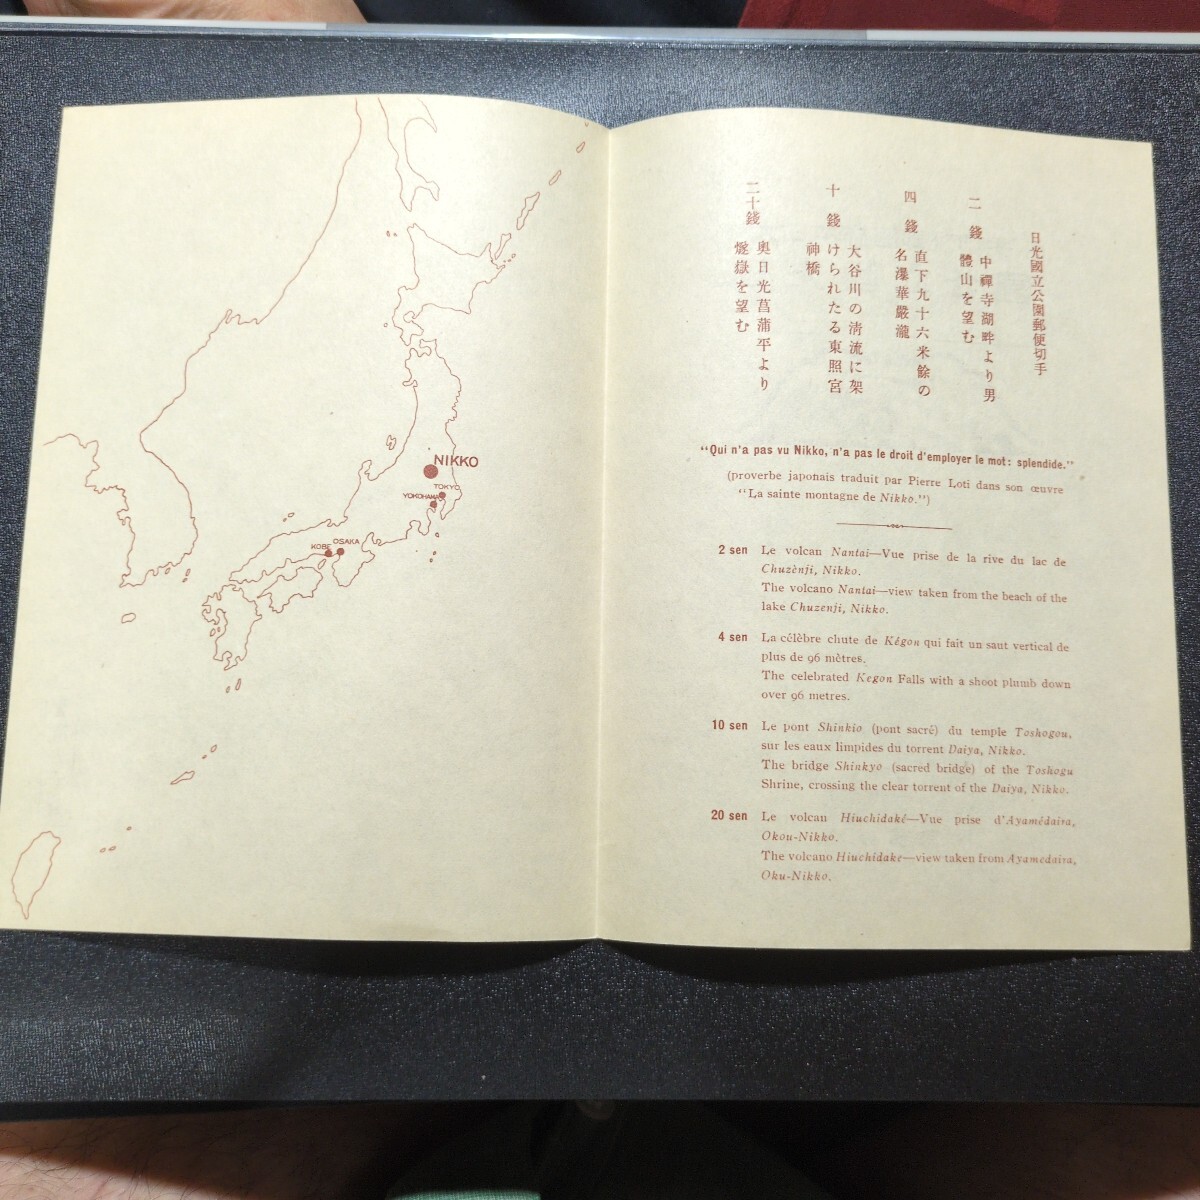 NIKKO
TOKYO
YOKOHAMA
OSAKA
KOBE
日光國立公園郵便切手
二錢 中禪寺湖畔より男
體山を望む
四錢 直下九十六米餘の
名瀑華嚴瀧
十錢 大谷川の淸流に架
けられたる東照宮
神橋
二十錢 奧日光菖蒲平より
燧嶽を望む
“Qui n'a pas vu Nikko, n'a pas le droit d'employer le mot: splendide.”
(proverbe japonais traduit par Pierre Loti dans son œuvre
“La sainte montagne de Nikko.”)
2 sen Le volcan Nantai—Vue prise de la rive du lac de
Chuzènji, Nikko.
The volcano Nantai—view taken from the beach of the
lake Chuzenji, Nikko.
4 sen La célèbre chute de Kégon qui fait un saut vertical de
plus de 96 mètres.
The celebrated Kegon Falls with a shoot plumb down
over 96 metres.
10 sen Le pont Shinkio (pont sacré) du temple Toshogou,
sur les eaux limpides du torrent Daiya, Nikko.
The bridge Shinkyo (sacred bridge) of the Toshogu
Shrine, crossing the clear torrent of the Daiya, Nikko.
20 sen Le volcan Hiuchidaké—Vue prise d'Ayamédaira,
Okou-Nikko.
The volcano Hiuchidake—view taken from Ayamedaira,
Oku-Nikko.